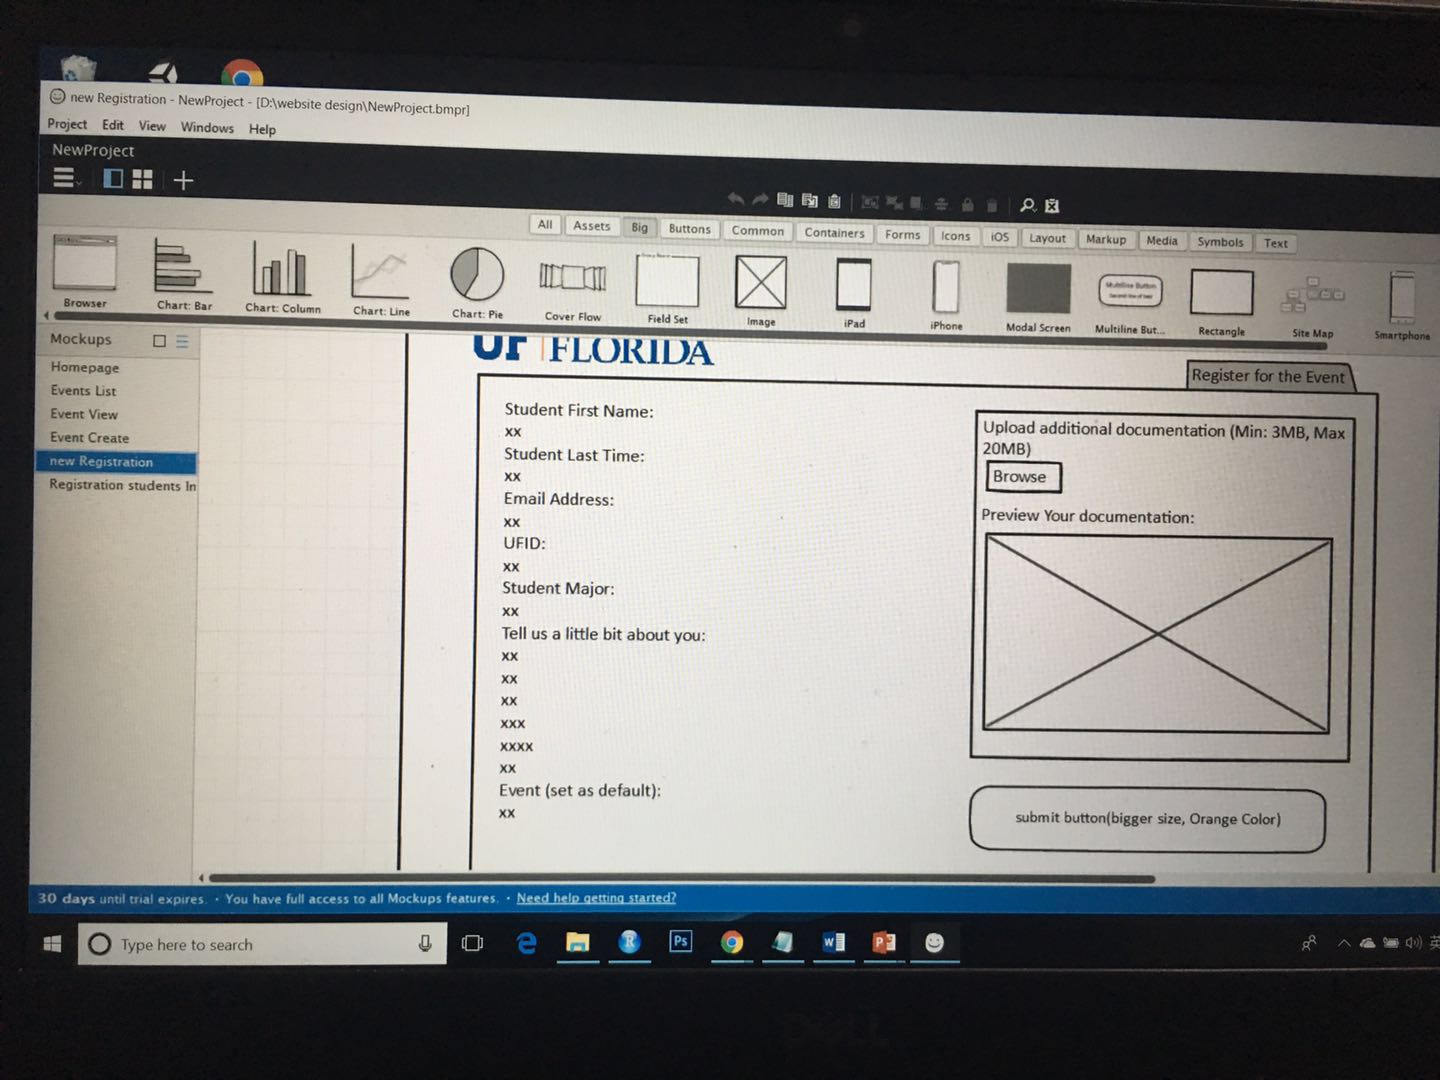 new Registration - NewProject - [D:\website design\NewProject.bmpr]
Project Edit View Windows Help
NewProject
All Assets Big Buttons Common Containers Forms Icons iOS Layout Markup Media Symbols Text
Browser Chart: Bar Chart: Column Chart: Line Chart: Pie Cover Flow Field Set Image iPad iPhone Modal Screen Multiline But... Rectangle Site Map Smartphone
Mockups
Homepage
Events List
Event View
Event Create
new Registration
Registration students In
UF FLORIDA
Register for the Event
Student First Name:
xx
Student Last Time:
xx
Email Address:
xx
UFID:
xx
Student Major:
xx
Tell us a little bit about you:
xx
xx
xx
xxx
xxxx
xx
Event (set as default):
xx
Upload additional documentation (Min: 3MB, Max
20MB)
Browse
Preview Your documentation:
submit button(bigger size, Orange Color)
30 days until trial expires. · You have full access to all Mockups features. · Need help getting started?
Type here to search
R Ps W P 英
DELL